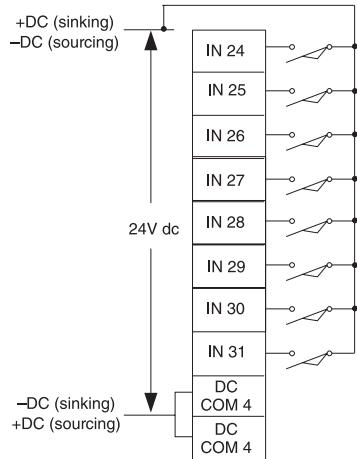 +DC (sinking)
–DC (sourcing)
IN 24
IN 25
IN 26
IN 27
24V dc
IN 28
IN 29
IN 30
IN 31
–DC (sinking)
+DC (sourcing)
DC
COM 4
DC
COM 4